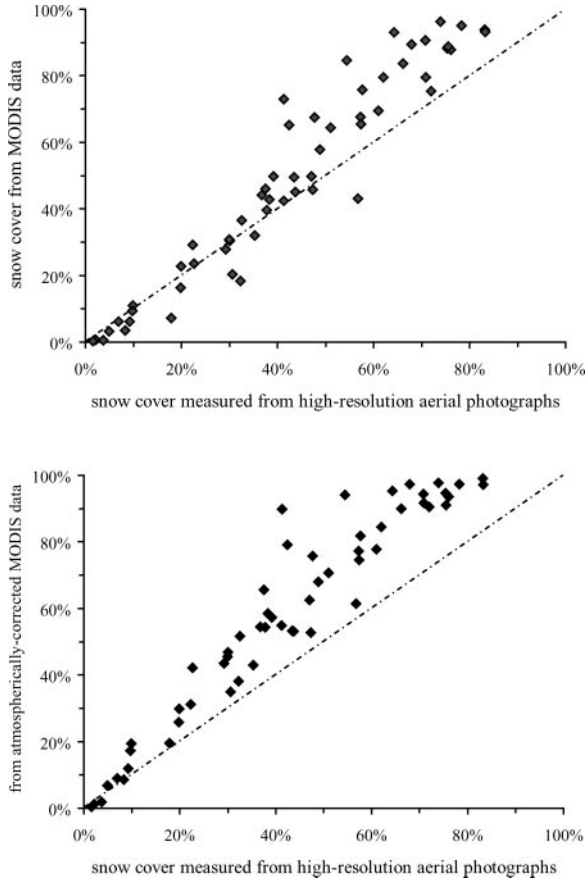 snow cover from MODIS data
100%
80%
60%
40%
20%
0%
0% 20% 40% 60% 80% 100%
snow cover measured from high-resolution aerial photographs
from atmospherically-corrected MODIS data
100%
80%
60%
40%
20%
0%
0% 20% 40% 60% 80% 100%
snow cover measured from high-resolution aerial photographs